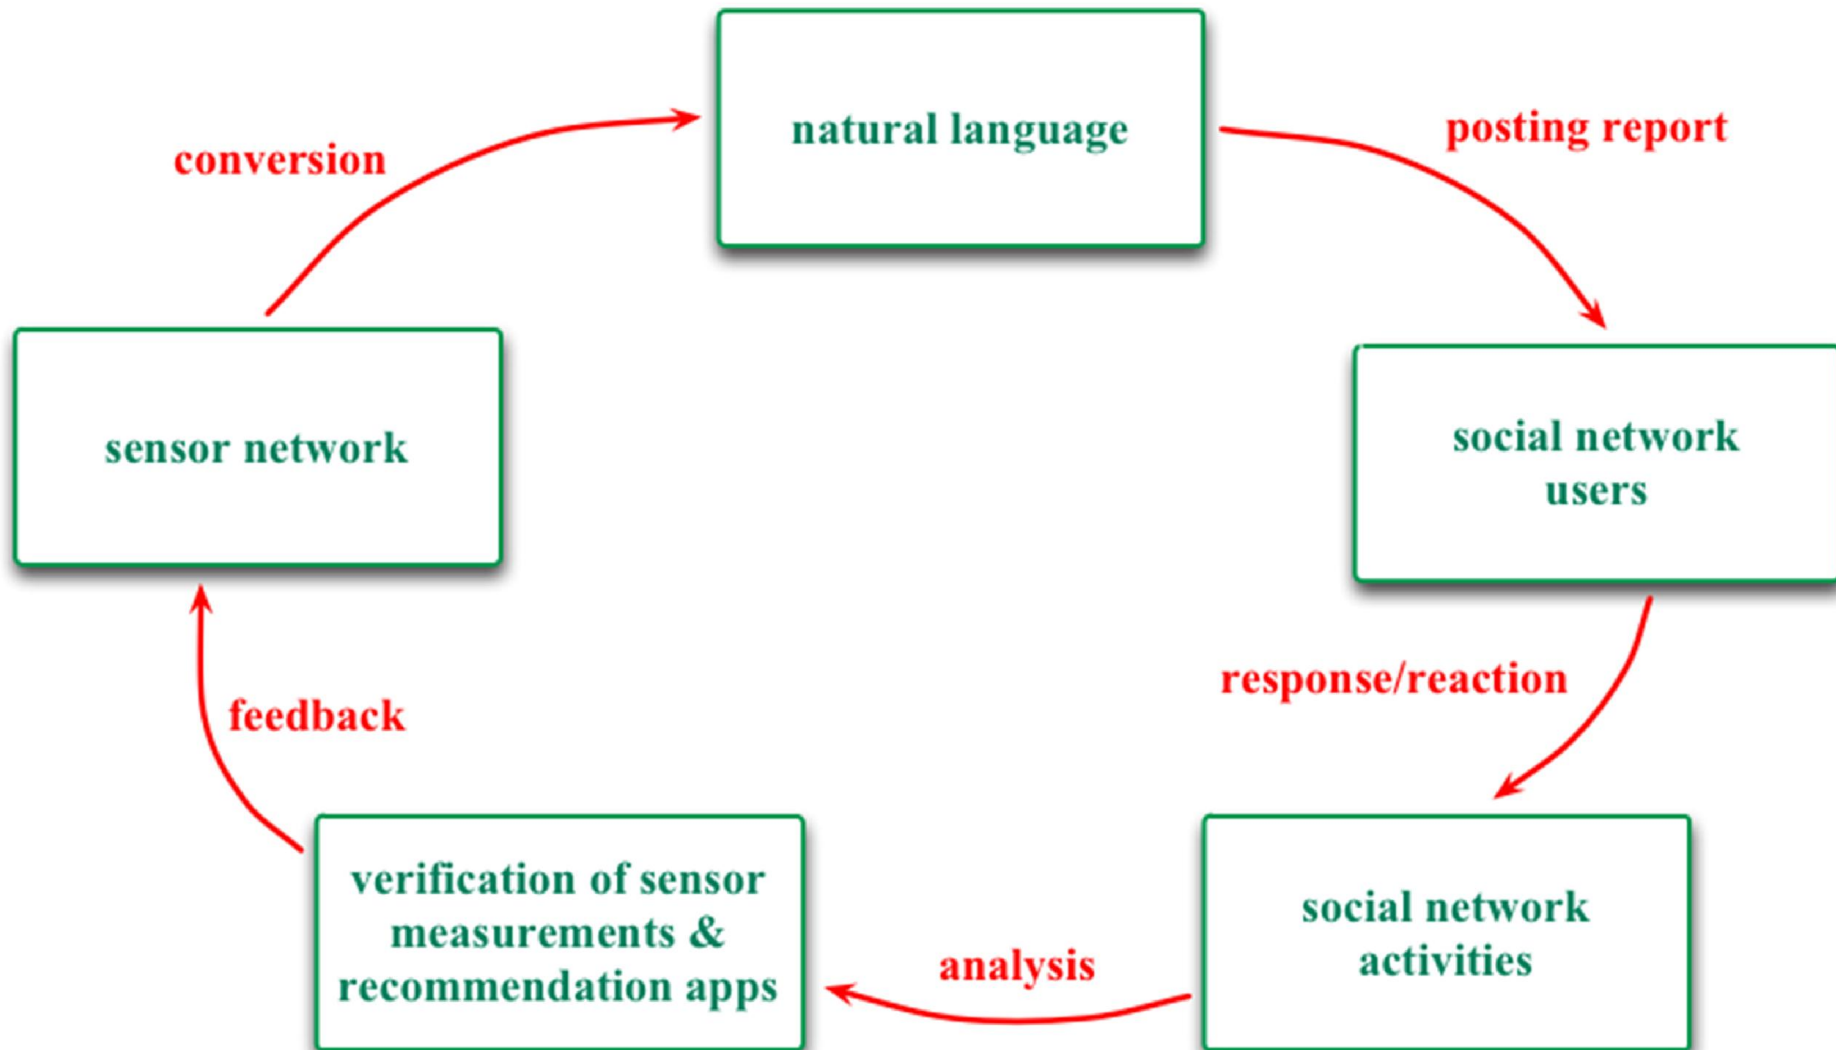 natural language
posting report
conversion
social network
users
sensor network
response/reaction
feedback
verification of sensor
measurements &
recommendation apps
analysis
social network
activities